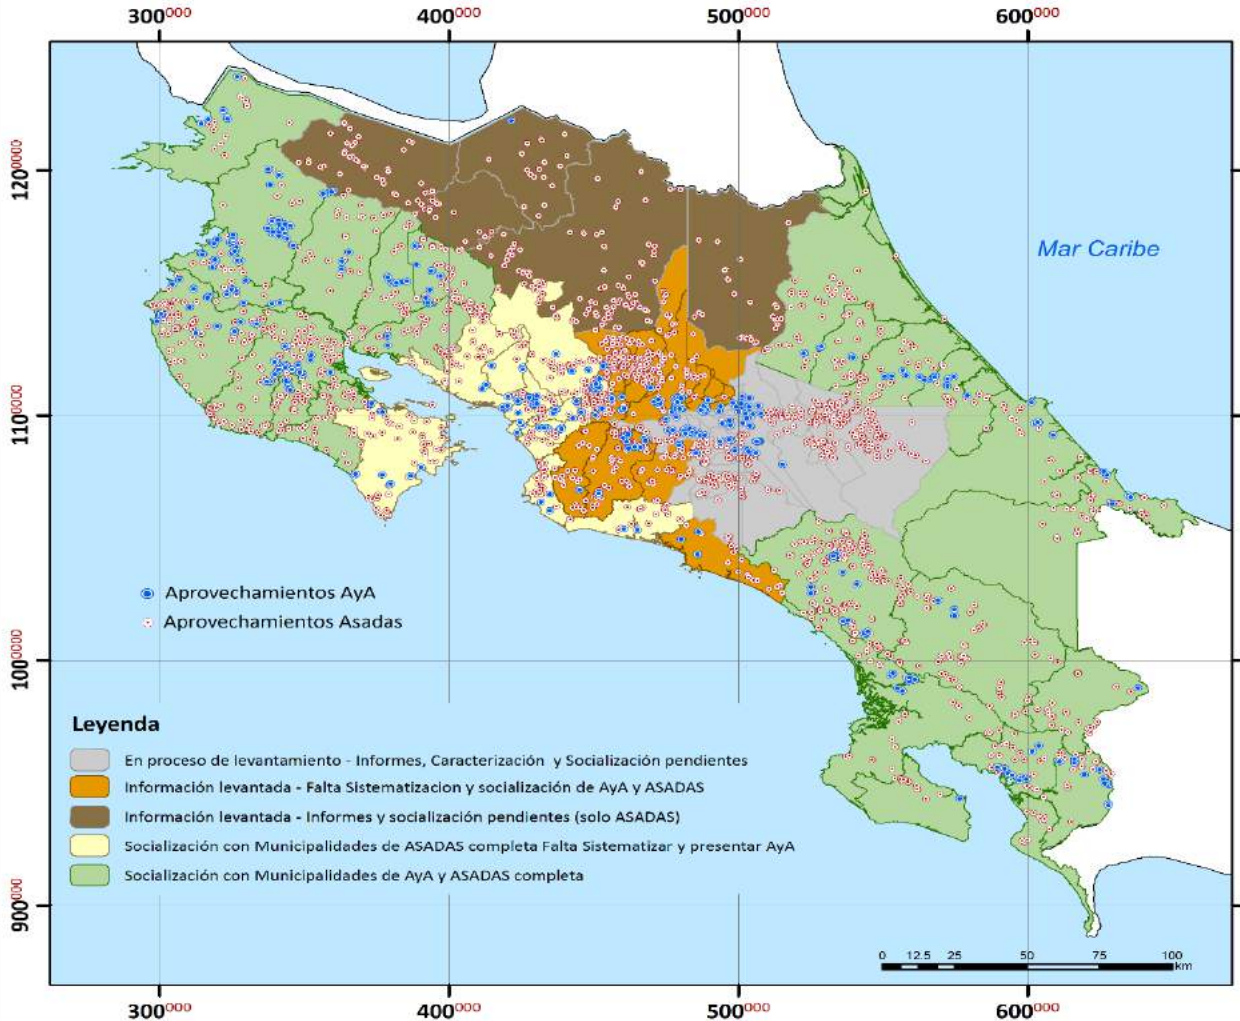 300000 400000 500000 600000
1200000
Mar Caribe
1100000
Aprovechamientos AyA
Aprovechamientos Asadas
1000000
Leyenda
En proceso de levantamiento - Informes, Caracterización y Socialización pendientes
Información levantada - Falta Sistematizacion y socialización de AyA y ASADAS
Información levantada - Informes y socialización pendientes (solo ASADAS)
Socialización con Municipalidades de ASADAS completa Falta Sistematizar y presentar AyA
Socialización con Municipalidades de AyA y ASADAS completa
900000
0 12.5 25 50 75 100
km
300000 400000 500000 600000